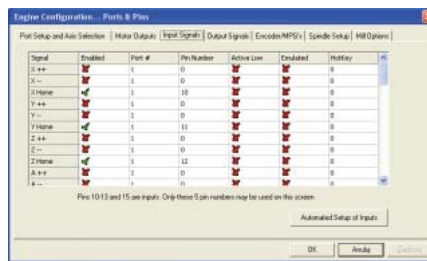 Engine Configuration... Ports & Pins
Port Setup and Axis Selection Motor Outputs Input Signals Output Signals Encoder/MPG's Spindle Setup Mill Options
Signal Enabled Port # Pin Number Active Low Emulated HotKey
X ++ 1 0 0
X -- 1 0 0
X Home 1 10 0
Y ++ 1 0 0
Y -- 1 0 0
Y Home 1 11 0
Z ++ 1 0 0
Z -- 1 0 0
Z Home 1 12 0
A ++ 1 0 0
A -- 1 0 0
Pins 10-13 and 15 are inputs. Only these 5 pin numbers may be used on this screen
Automated Setup of Inputs
OK Anuluj